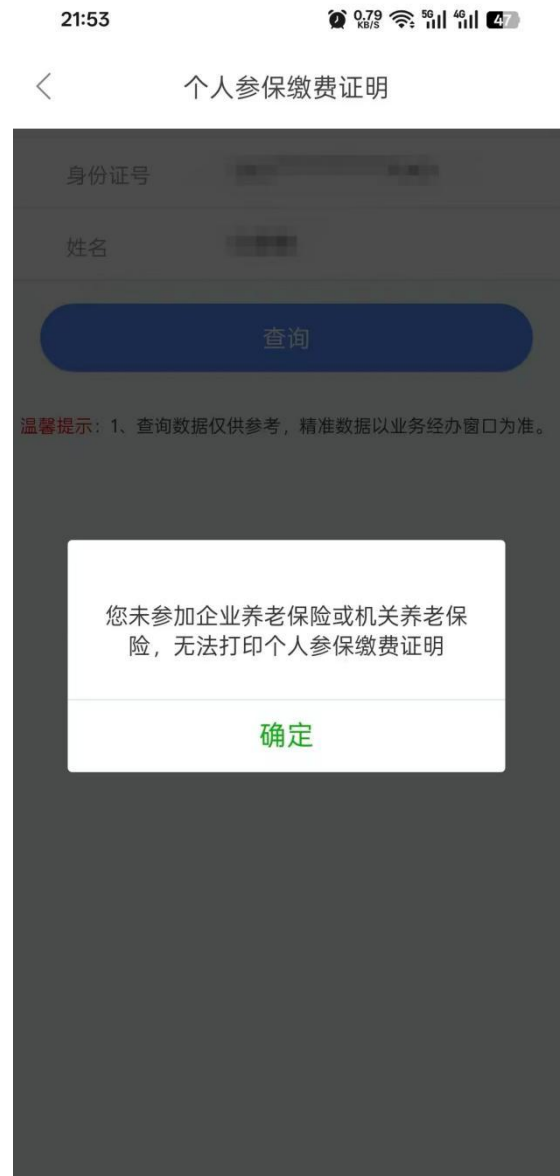 21:53
0.79 KB/S 5G 4G 47
个人参保缴费证明
身份证号
姓名
查询
温馨提示：1、查询数据仅供参考，精准数据以业务经办窗口为准。
您未参加企业养老保险或机关养老保
险，无法打印个人参保缴费证明
确定